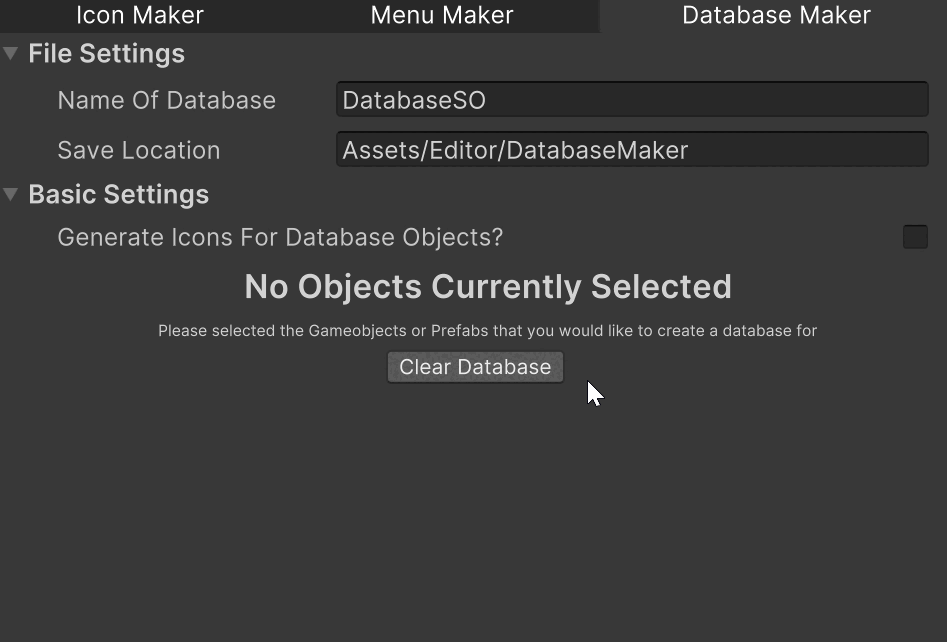 Icon Maker Menu Maker Database Maker
File Settings
Name Of Database DatabaseSO
Save Location Assets/Editor/DatabaseMaker
Basic Settings
Generate Icons For Database Objects?
No Objects Currently Selected
Please selected the Gameobjects or Prefabs that you would like to create a database for
Clear Database